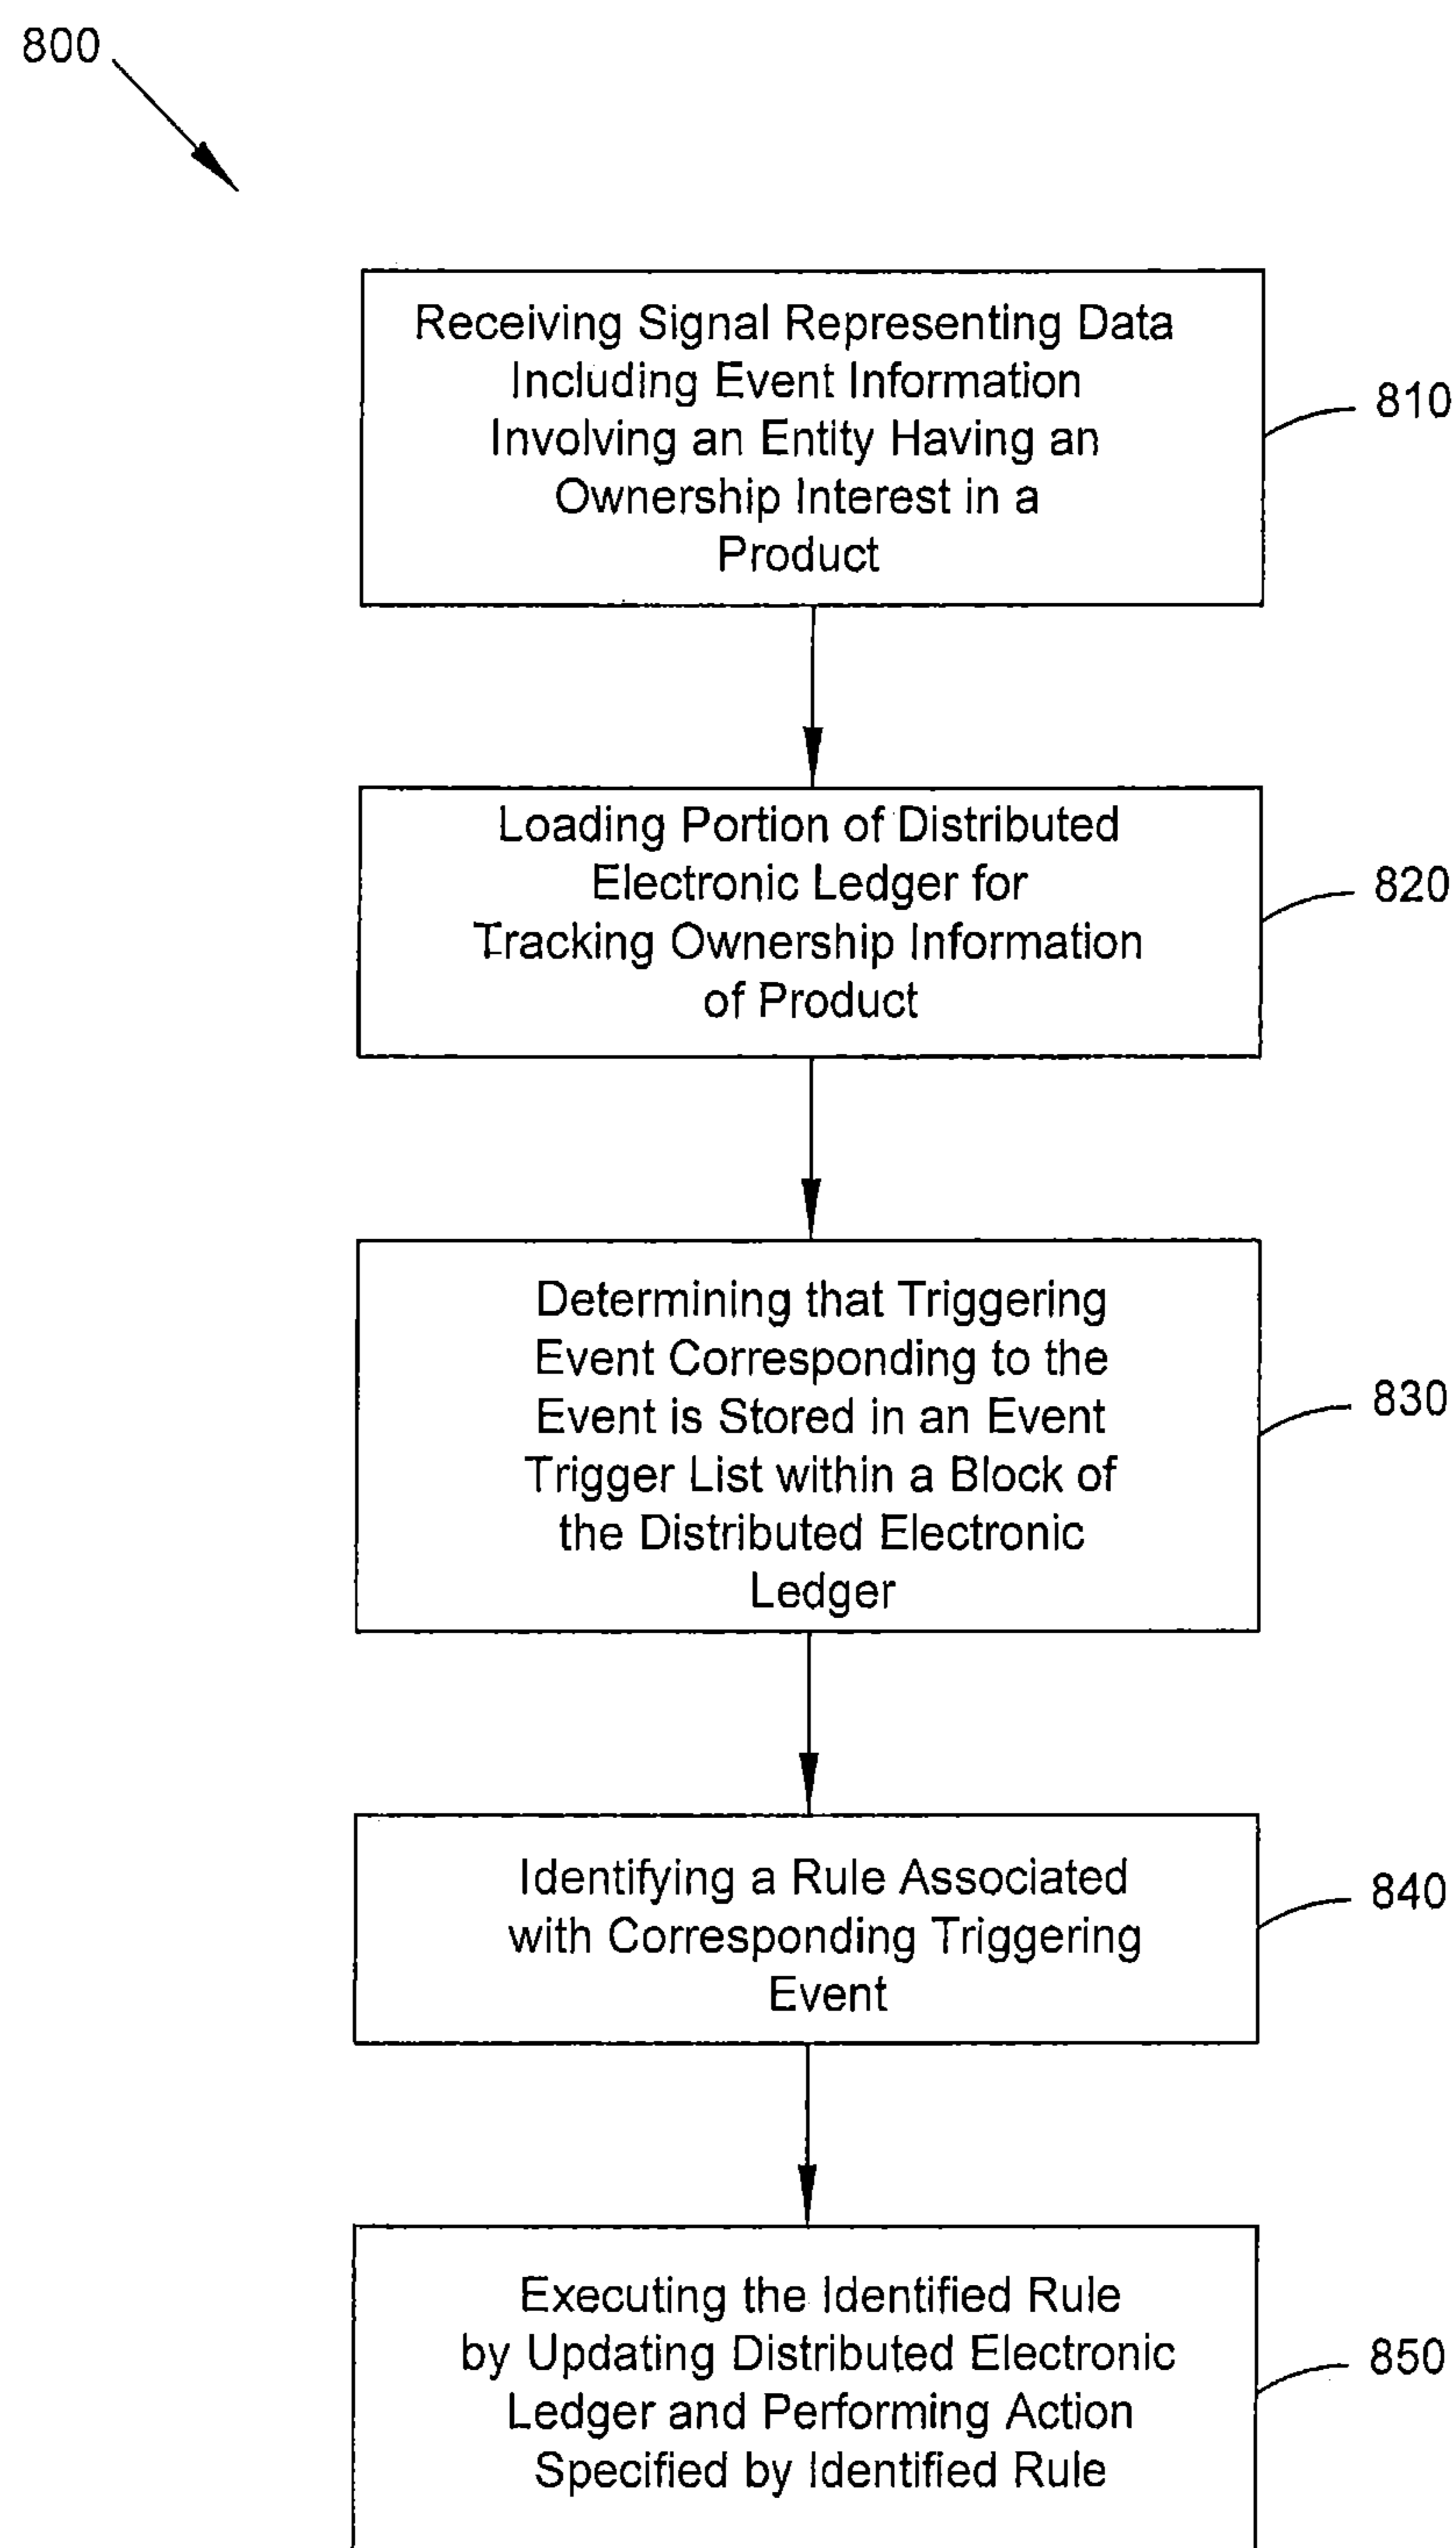 800
Receiving Signal Representing Data
Including Event Information
Involving an Entity Having an
Ownership Interest in a
Product
810
Loading Portion of Distributed
Electronic Ledger for
Tracking Ownership Information
of Product
820
Determining that Triggering
Event Corresponding to the
Event is Stored in an Event
Trigger List within a Block of
the Distributed Electronic
Ledger
830
Identifying a Rule Associated
with Corresponding Triggering
Event
840
Executing the Identified Rule
by Updating Distributed Electronic
Ledger and Performing Action
Specified by Identified Rule
850